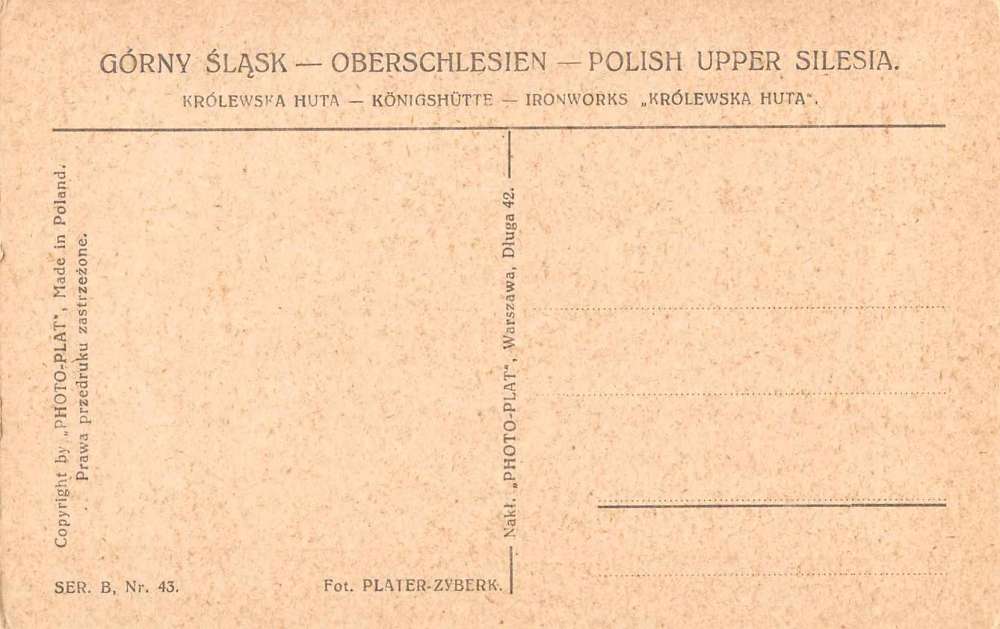 GÓRNY ŚLĄSK — OBERSCHLESIEN — POLISH UPPER SILESIA.
KRÓLEWSKA HUTA — KÖNIGSHÜTTE — IRONWORKS „KRÓLEWSKA HUTA“.
Copyright by „PHOTO-PLAT“, Made in Poland.
Prawa przedruku zastrzeżone.
Nakł. „PHOTO-PLAT“, Warszawa, Długa 42.
SER. B, Nr. 43.
Fot. PLATER-ZYBERK.